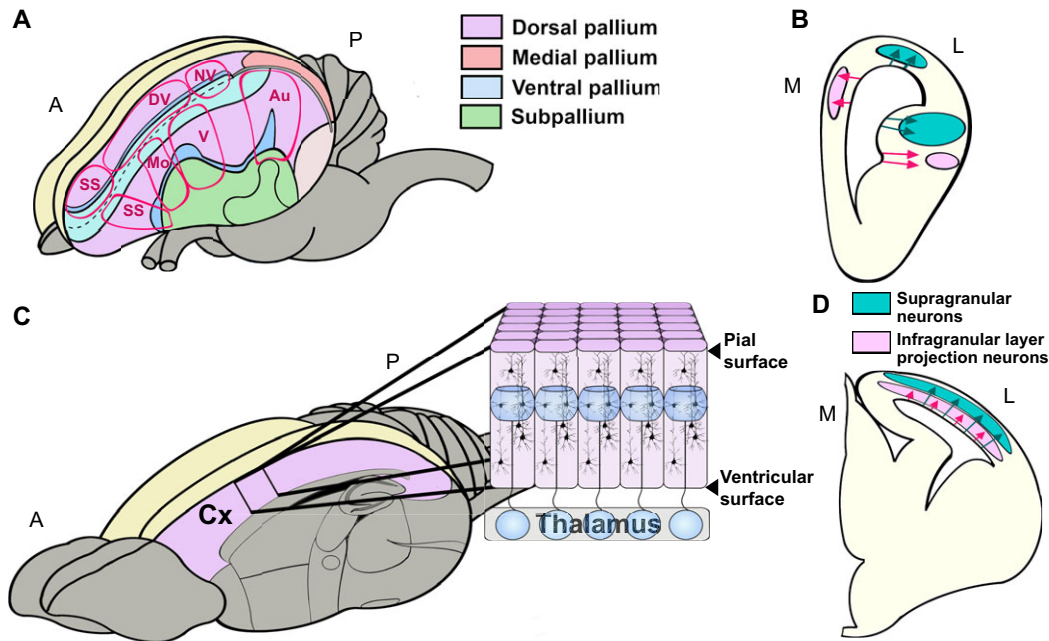 A
P
A
NV
DV
Au
V
Mo
SS
SS
Dorsal pallium
Medial pallium
Ventral pallium
Subpallium
B
L
M
C
P
A
Cx
Pial
surface
Ventricular
surface
Thalamus
D
Supragranular
neurons
Infragranular layer
projection neurons
M
L